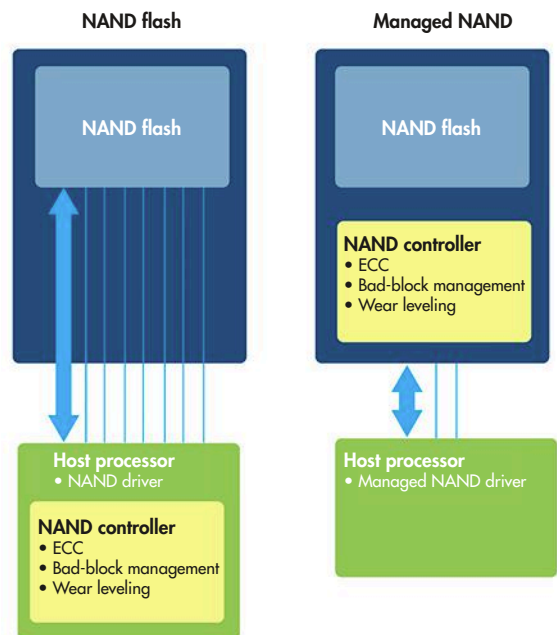 NAND flash
NAND flash
Host processor
• NAND driver
NAND controller
• ECC
• Bad-block management
• Wear leveling
Managed NAND
NAND flash
NAND controller
• ECC
• Bad-block management
• Wear leveling
Host processor
• Managed NAND driver